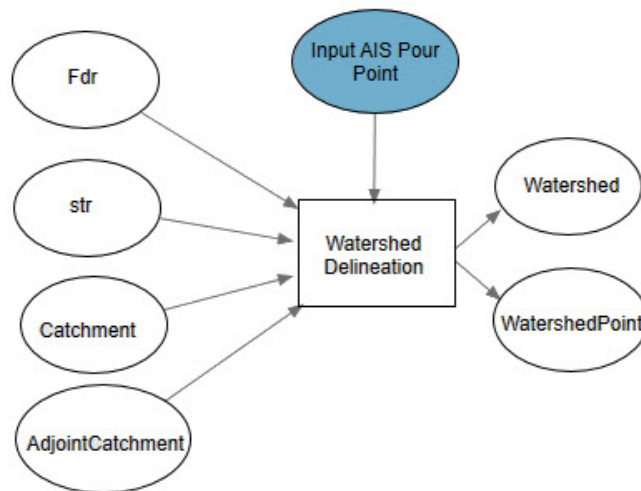 Input AIS Pour
Point
Fdr
str
Catchment
AdjointCatchment
Watershed
Delineation
Watershed
WatershedPoint